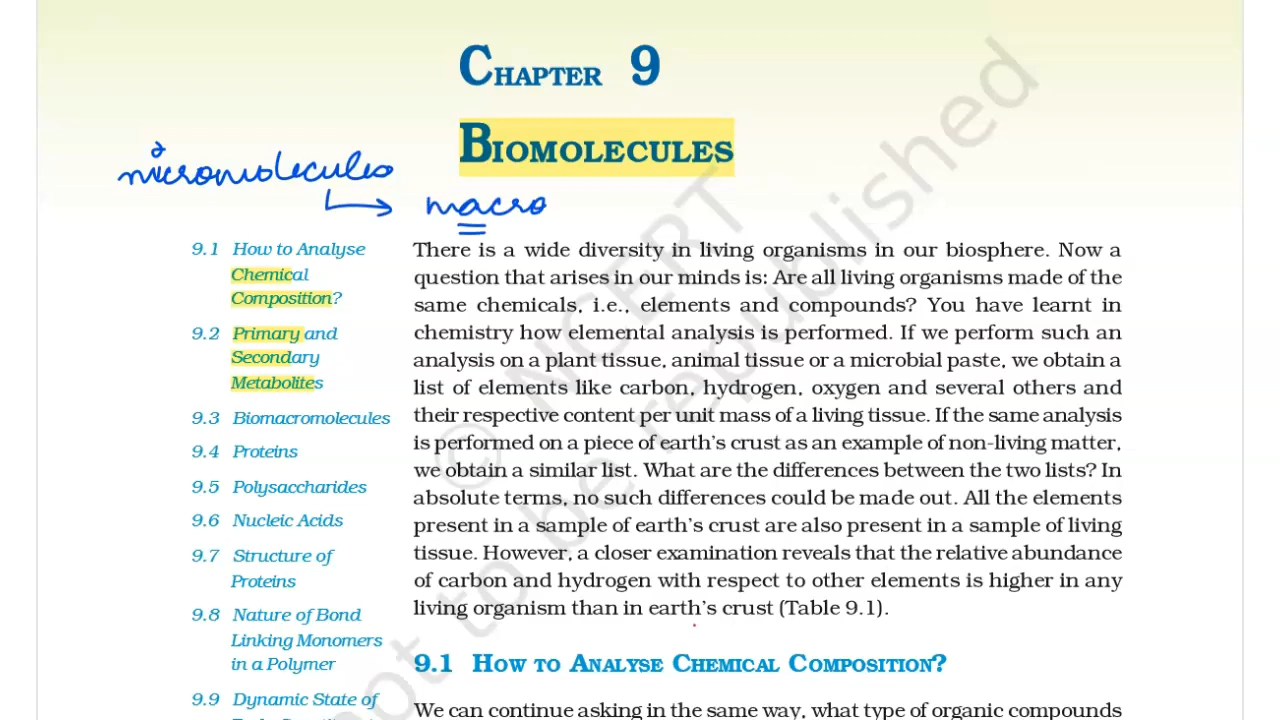 CHAPTER 9
BIOMOLECULES
micromolecules
macro
9.1 How to Analyse
Chemical
Composition?
9.2 Primary and
Secondary
Metabolites
9.3 Biomacromolecules
9.4 Proteins
9.5 Polysaccharides
9.6 Nucleic Acids
9.7 Structure of
Proteins
9.8 Nature of Bond
Linking Monomers
in a Polymer
9.9 Dynamic State of
There is a wide diversity in living organisms in our biosphere. Now a
question that arises in our minds is: Are all living organisms made of the
same chemicals, i.e., elements and compounds? You have learnt in
chemistry how elemental analysis is performed. If we perform such an
analysis on a plant tissue, animal tissue or a microbial paste, we obtain a
list of elements like carbon, hydrogen, oxygen and several others and
their respective content per unit mass of a living tissue. If the same analysis
is performed on a piece of earth's crust as an example of non-living matter,
we obtain a similar list. What are the differences between the two lists? In
absolute terms, no such differences could be made out. All the elements
present in a sample of earth's crust are also present in a sample of living
tissue. However, a closer examination reveals that the relative abundance
of carbon and hydrogen with respect to other elements is higher in any
living organism than in earth's crust (Table 9.1).
9.1 HOW TO ANALYSE CHEMICAL COMPOSITION?
We can continue asking in the same way, what type of organic compounds
© NCERT
not to be republished